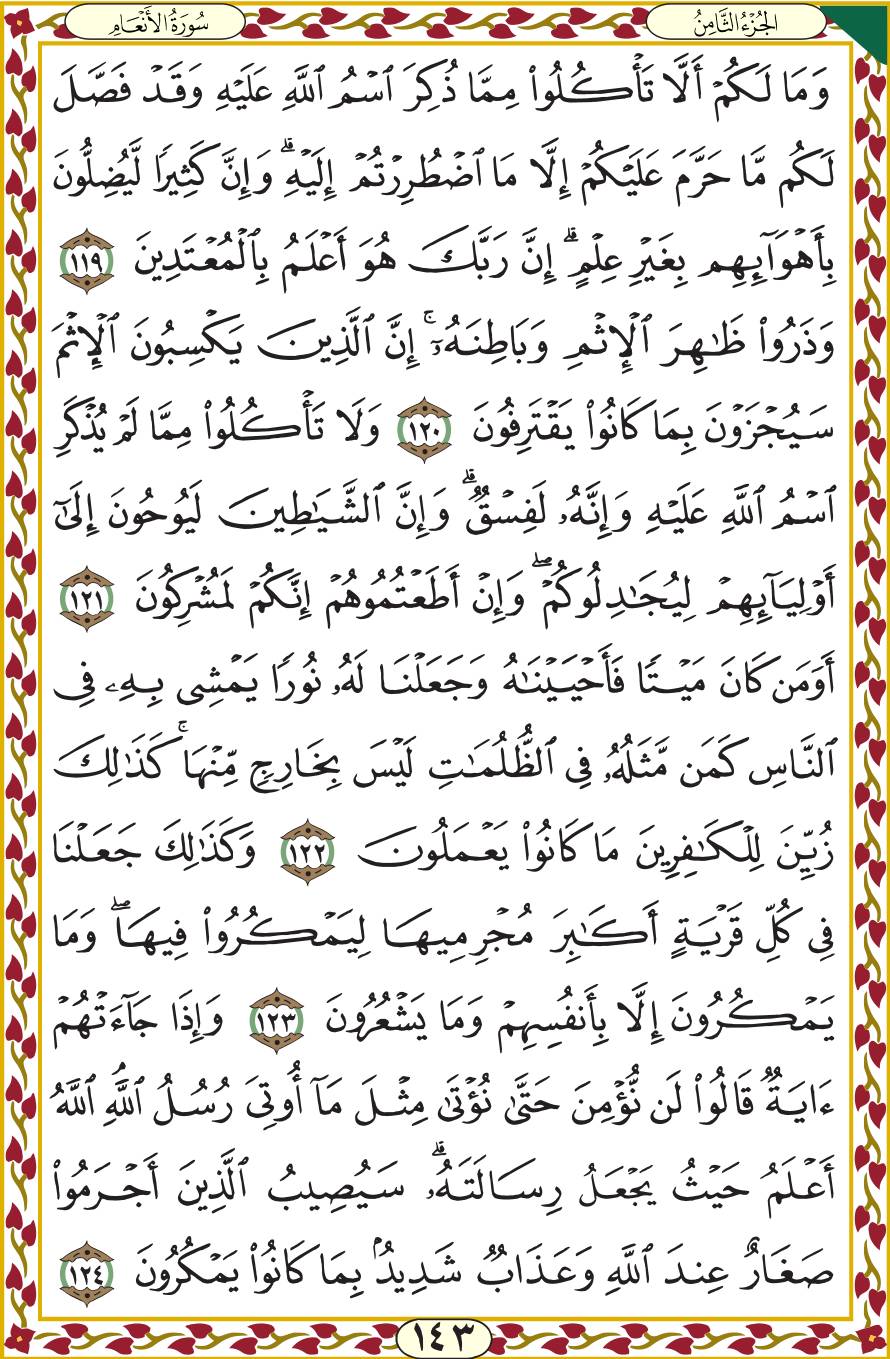 الجُزْءُ الثَّامِنُ
سُورَةُ الأَنْعَامِ
وَمَا لَكُمْ أَلَّا تَأْكُلُوا۟ مِمَّا ذُكِرَ ٱسْمُ ٱللَّهِ عَلَيْهِ وَقَدْ فَصَّلَ
لَكُم مَّا حَرَّمَ عَلَيْكُمْ إِلَّا مَا ٱضْطُرِرْتُمْ إِلَيْهِ ۗ وَإِنَّ كَثِيرًا لَّيُضِلُّونَ
بِأَهْوَآئِهِم بِغَيْرِ عِلْمٍ ۗ إِنَّ رَبَّكَ هُوَ أَعْلَمُ بِٱلْمُعْتَدِينَ ١١٩
وَذَرُوا۟ ظَـٰهِرَ ٱلْإِثْمِ وَبَاطِنَهُۥٓ ۚ إِنَّ ٱلَّذِينَ يَكْسِبُونَ ٱلْإِثْمَ
سَيُجْزَوْنَ بِمَا كَانُوا۟ يَقْتَرِفُونَ ١٢٠ وَلَا تَأْكُلُوا۟ مِمَّا لَمْ يُذْكَرِ
ٱسْمُ ٱللَّهِ عَلَيْهِ وَإِنَّهُۥ لَفِسْقٌ ۗ وَإِنَّ ٱلشَّيَـٰطِينَ لَيُوحُونَ إِلَىٰٓ
أَوْلِيَآئِهِمْ لِيُجَـٰدِلُوكُمْ ۖ وَإِنْ أَطَعْتُمُوهُمْ إِنَّكُمْ لَمُشْرِكُونَ ١٢١
أَوَمَن كَانَ مَيْتًا فَأَحْيَيْنَـٰهُ وَجَعَلْنَا لَهُۥ نُورًا يَمْشِى بِهِۦ فِى
ٱلنَّاسِ كَمَن مَّثَلُهُۥ فِى ٱلظُّلُمَـٰتِ لَيْسَ بِخَارِجٍ مِّنْهَا ۚ كَذَٰلِكَ
زُيِّنَ لِلْكَـٰفِرِينَ مَا كَانُوا۟ يَعْمَلُونَ ١٢٢ وَكَذَٰلِكَ جَعَلْنَا
فِى كُلِّ قَرْيَةٍ أَكَـٰبِرَ مُجْرِمِيهَا لِيَمْكُرُوا۟ فِيهَا ۖ وَمَا
يَمْكُرُونَ إِلَّا بِأَنفُسِهِمْ وَمَا يَشْعُرُونَ ١٢٣ وَإِذَا جَآءَتْهُمْ
ءَايَةٌ قَالُوا۟ لَن نُّؤْمِنَ حَتَّىٰ نُؤْتَىٰ مِثْلَ مَآ أُوتِىَ رُسُلُ ٱللَّهِ ۘ ٱللَّهُ
أَعْلَمُ حَيْثُ يَجْعَلُ رِسَالَتَهُۥ ۗ سَيُصِيبُ ٱلَّذِينَ أَجْرَمُوا۟
صَغَارٌ عِندَ ٱللَّهِ وَعَذَابٌ شَدِيدٌۢ بِمَا كَانُوا۟ يَمْكُرُونَ ١٢٤
١٤٣